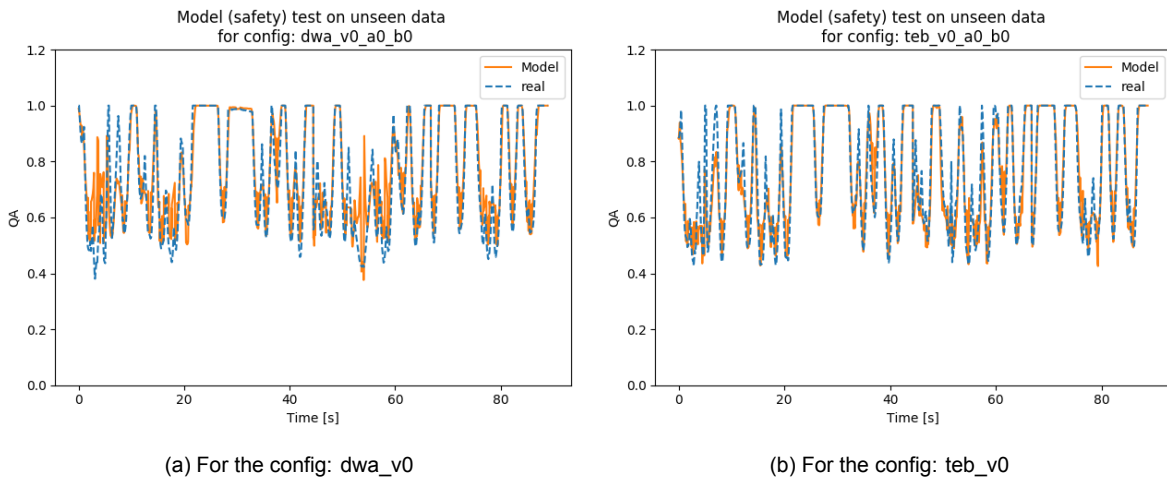 Model (safety) test on unseen data
for config: dwa_v0_a0_b0
1.2
1.0
0.8
0.6
0.4
0.2
0.0
QA
Model
real
0
20
40
60
80
Time [s]
(a) For the config: dwa_v0
Model (safety) test on unseen data
for config: teb_v0_a0_b0
1.2
1.0
0.8
0.6
0.4
0.2
0.0
QA
Model
real
0
20
40
60
80
Time [s]
(b) For the config: teb_v0